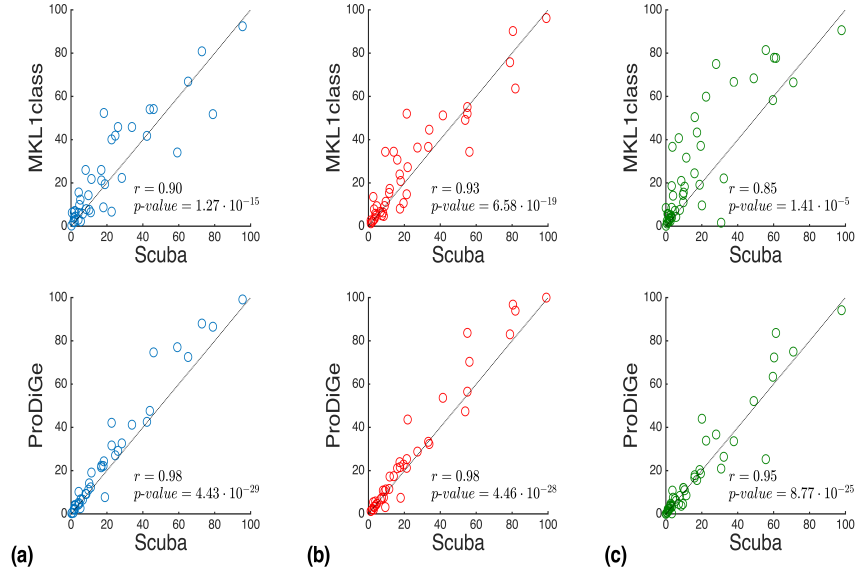 100
80
60
40
20
0
MKL1class
r = 0.90
p-value = 1.27 · 10⁻¹⁵
0 20 40 60 80 100
Scuba
100
80
60
40
20
0
MKL1class
r = 0.93
p-value = 6.58 · 10⁻¹⁹
0 20 40 60 80 100
Scuba
100
80
60
40
20
0
MKL1class
r = 0.85
p-value = 1.41 · 10⁻⁵
0 20 40 60 80 100
Scuba
100
80
60
40
20
0
ProDiGe
r = 0.98
p-value = 4.43 · 10⁻²⁹
0 20 40 60 80 100
Scuba
(a)
100
80
60
40
20
0
ProDiGe
r = 0.98
p-value = 4.46 · 10⁻²⁸
0 20 40 60 80 100
Scuba
(b)
100
80
60
40
20
0
ProDiGe
r = 0.95
p-value = 8.77 · 10⁻²⁵
0 20 40 60 80 100
Scuba
(c)